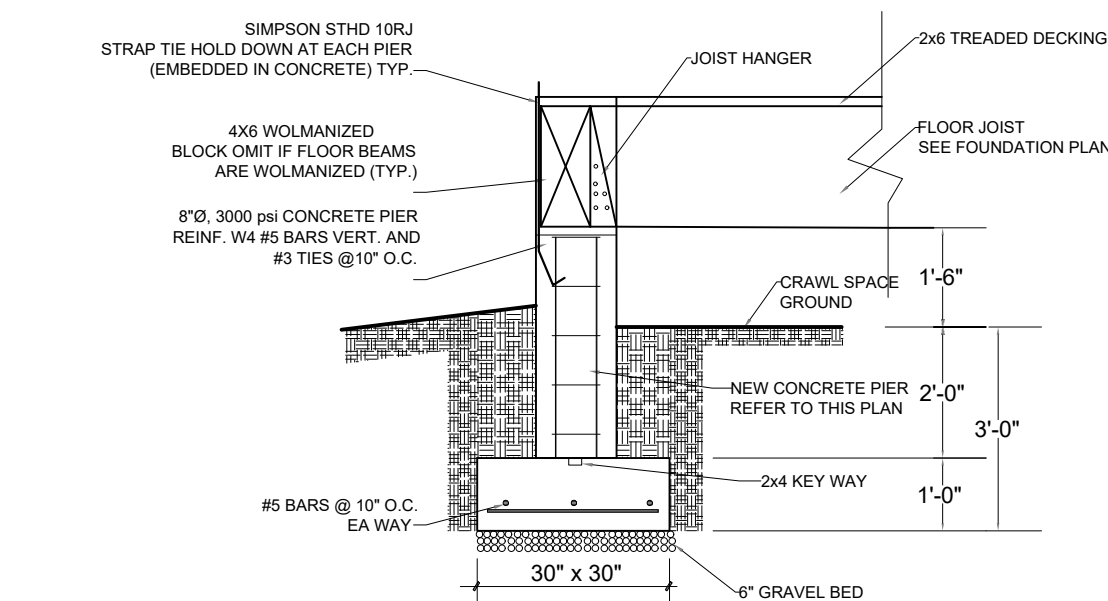 SIMPSON STHD 10RJ
STRAP TIE HOLD DOWN AT EACH PIER
(EMBEDDED IN CONCRETE) TYP.
4X6 WOLMANIZED
BLOCK OMIT IF FLOOR BEAMS
ARE WOLMANIZED (TYP.)
8"Ø, 3000 psi CONCRETE PIER
REINF. W4 #5 BARS VERT. AND
#3 TIES @10" O.C.
#5 BARS @ 10" O.C.
EA WAY
JOIST HANGER
2x6 TREADED DECKING
FLOOR JOIST
SEE FOUNDATION PLAN
CRAWL SPACE
GROUND
NEW CONCRETE PIER
REFER TO THIS PLAN
2x4 KEY WAY
6" GRAVEL BED
1'-6"
2'-0"
3'-0"
1'-0"
30" x 30"